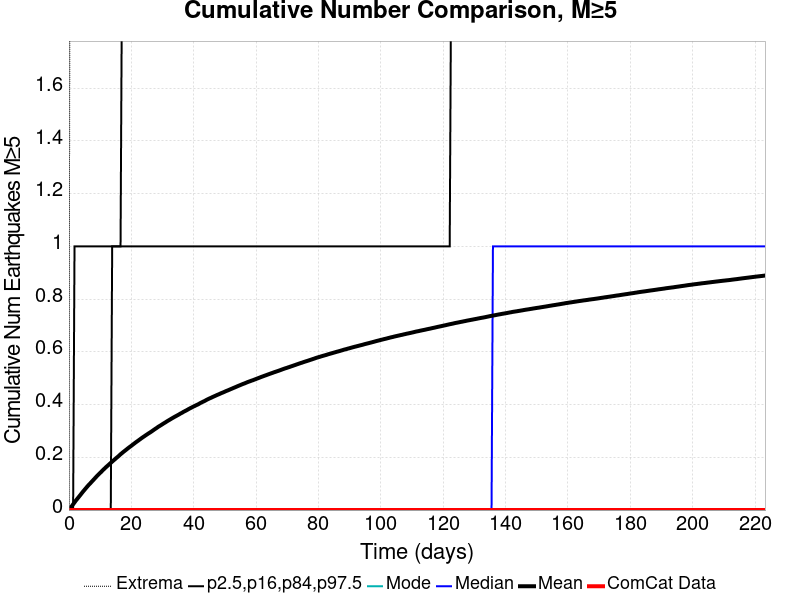 Cumulative Number Comparison, M≥5
Cumulative Num Earthquakes M≥5
1.6
1.4
1.2
1
0.8
0.6
0.4
0.2
0
0 20 40 60 80 100 120 140 160 180 200 220
Time (days)
Extrema p2.5,p16,p84,p97.5 Mode Median Mean ComCat Data